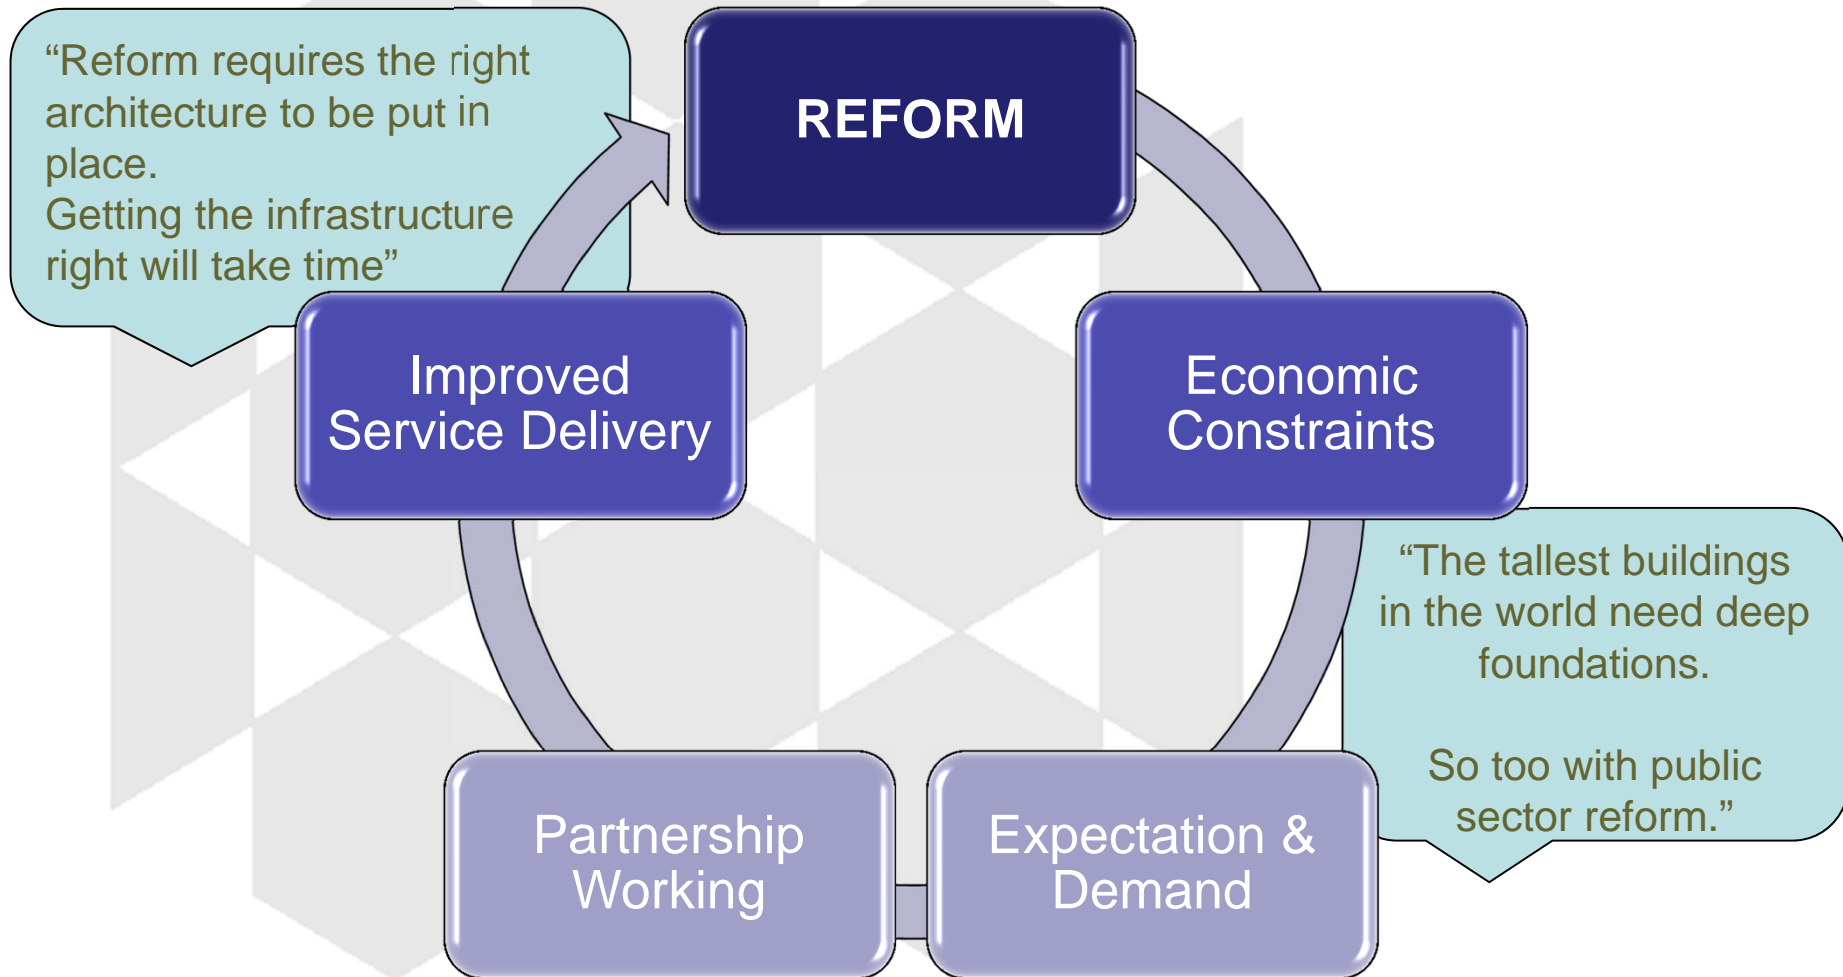 “Reform requires the right
architecture to be put in
place.
Getting the infrastructure
right will take time”
REFORM
Improved
Service Delivery
Economic
Constraints
“The tallest buildings
in the world need deep
foundations.
So too with public
sector reform.”
Partnership
Working
Expectation &
Demand